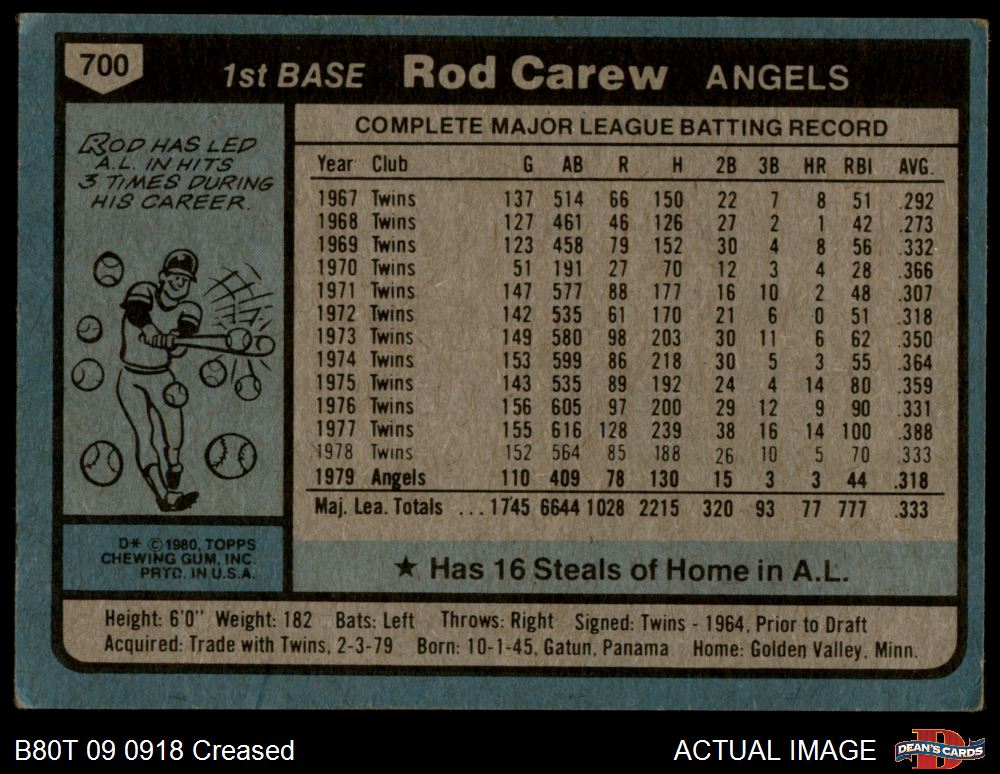 700
1st BASE Rod Carew ANGELS
ROD HAS LED
A.L. IN HITS
3 TIMES DURING
HIS CAREER.
COMPLETE MAJOR LEAGUE BATTING RECORD
Year Club G AB R H 2B 3B HR RBI AVG.
1967 Twins 137 514 66 150 22 7 8 51 .292
1968 Twins 127 461 46 126 27 2 1 42 .273
1969 Twins 123 458 79 152 30 4 8 56 .332
1970 Twins 51 191 27 70 12 3 4 28 .366
1971 Twins 147 577 88 177 16 10 2 48 .307
1972 Twins 142 535 61 170 21 6 0 51 .318
1973 Twins 149 580 98 203 30 11 6 62 .350
1974 Twins 153 599 86 218 30 5 3 55 .364
1975 Twins 143 535 89 192 24 4 14 80 .359
1976 Twins 156 605 97 200 29 12 9 90 .331
1977 Twins 155 616 128 239 38 16 14 100 .388
1978 Twins 152 564 85 188 26 10 5 70 .333
1979 Angels 110 409 78 130 15 3 3 44 .318
Maj. Lea. Totals ...1745 6644 1028 2215 320 93 77 777 .333
D* © 1980, TOPPS
CHEWING GUM, INC.
PRTD. IN U.S.A.
★ Has 16 Steals of Home in A.L.
Height: 6'0" Weight: 182 Bats: Left Throws: Right Signed: Twins - 1964, Prior to Draft
Acquired: Trade with Twins, 2-3-79 Born: 10-1-45, Gatun, Panama Home: Golden Valley, Minn.
B80T 09 0918 Creased
ACTUAL IMAGE
DEAN'S CARDS